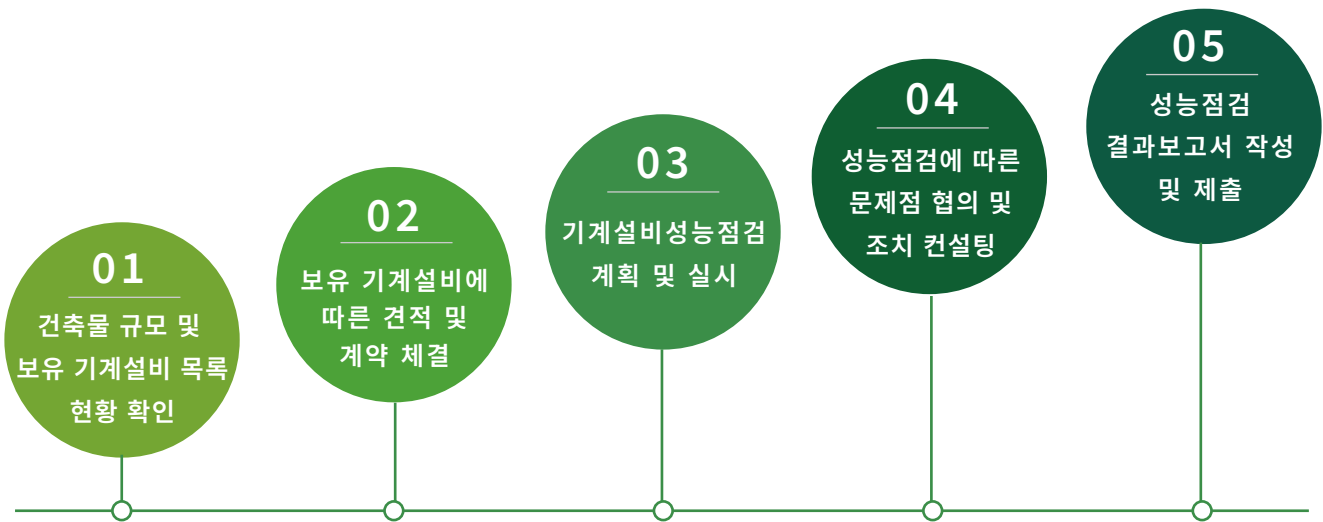 01
건축물 규모 및
보유 기계설비 목록
현황 확인
02
보유 기계설비에
따른 견적 및
계약 체결
03
기계설비성능점검
계획 및 실시
04
성능점검에 따른
문제점 협의 및
조치 컨설팅
05
성능점검
결과보고서 작성
및 제출